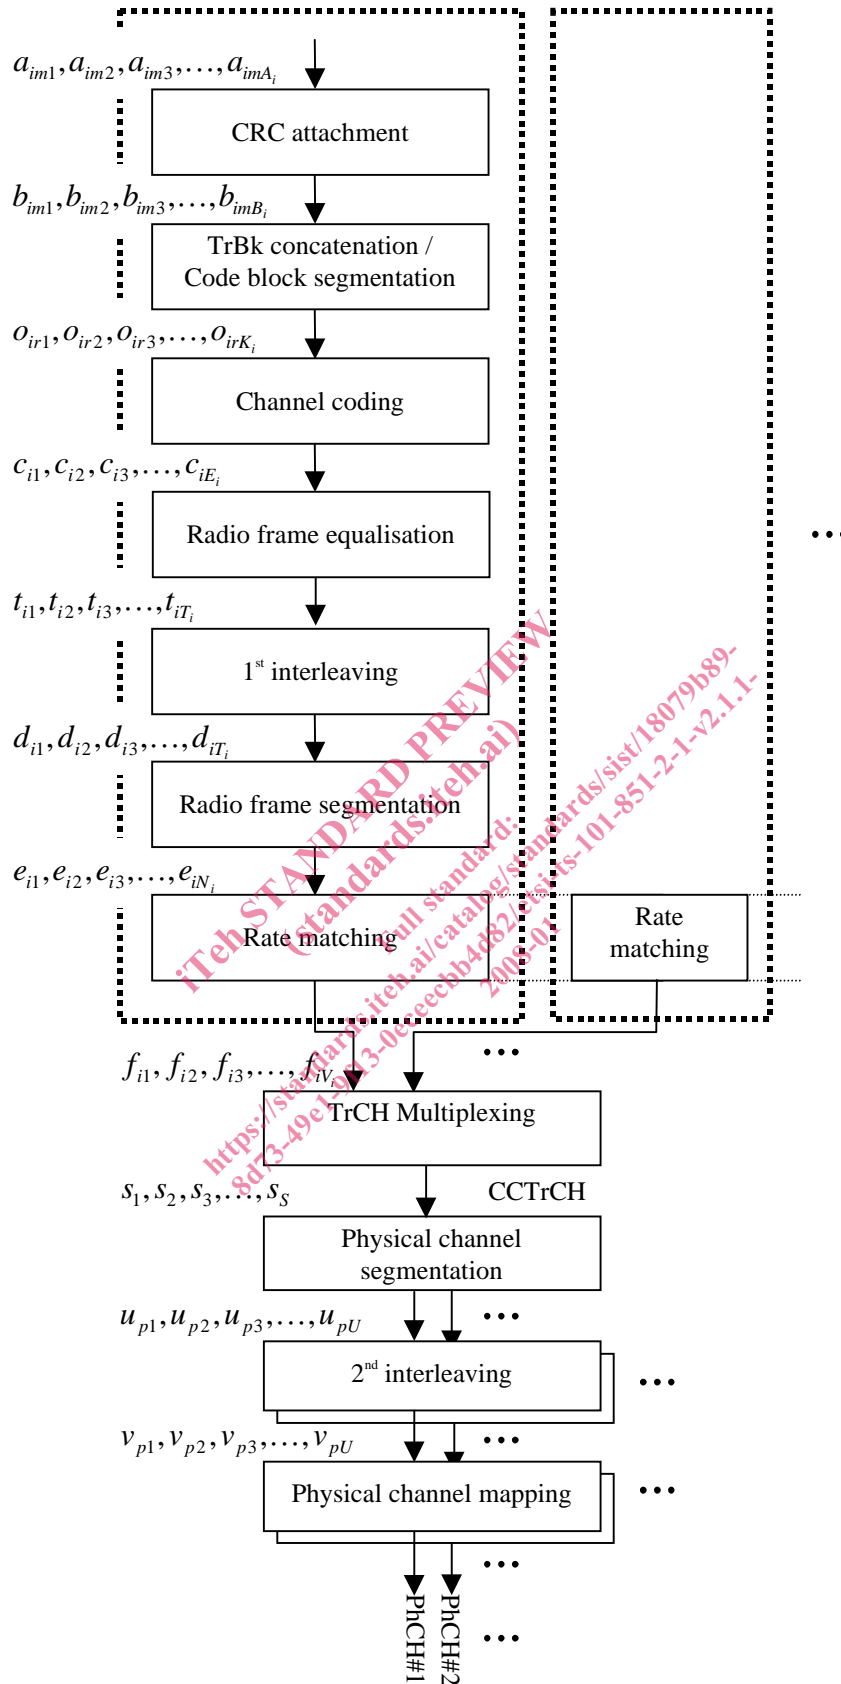 a_{im1}, a_{im2}, a_{im3}, …, a_{imA_i}
CRC attachment
b_{im1}, b_{im2}, b_{im3}, …, b_{imB_i}
TrBk concatenation /
Code block segmentation
o_{ir1}, o_{ir2}, o_{ir3}, …, o_{irK_i}
Channel coding
c_{i1}, c_{i2}, c_{i3}, …, c_{iE_i}
Radio frame equalisation
…
t_{i1}, t_{i2}, t_{i3}, …, t_{iT_i}
1st interleaving
d_{i1}, d_{i2}, d_{i3}, …, d_{iT_i}
Radio frame segmentation
e_{i1}, e_{i2}, e_{i3}, …, e_{iN_i}
Rate matching
Rate
matching
…
f_{i1}, f_{i2}, f_{i3}, …, f_{iV_i}
TrCH Multiplexing
s_1, s_2, s_3, …, s_S
CCTrCH
Physical channel
segmentation
u_{p1}, u_{p2}, u_{p3}, …, u_{pU}
…
2nd interleaving
…
v_{p1}, v_{p2}, v_{p3}, …, v_{pU}
…
Physical channel mapping
…
…
PhCH#1
PhCH#2
…
iTeh STANDARD PREVIEW
(standards.iteh.ai)
Full standard:
https://standards.iteh.ai/catalog/standards/sist/18079b89-
8d73-49e1-9f13-0eceecbb4d82/etsi-ts-101-851-2-1-v2.1.1-
2008-01